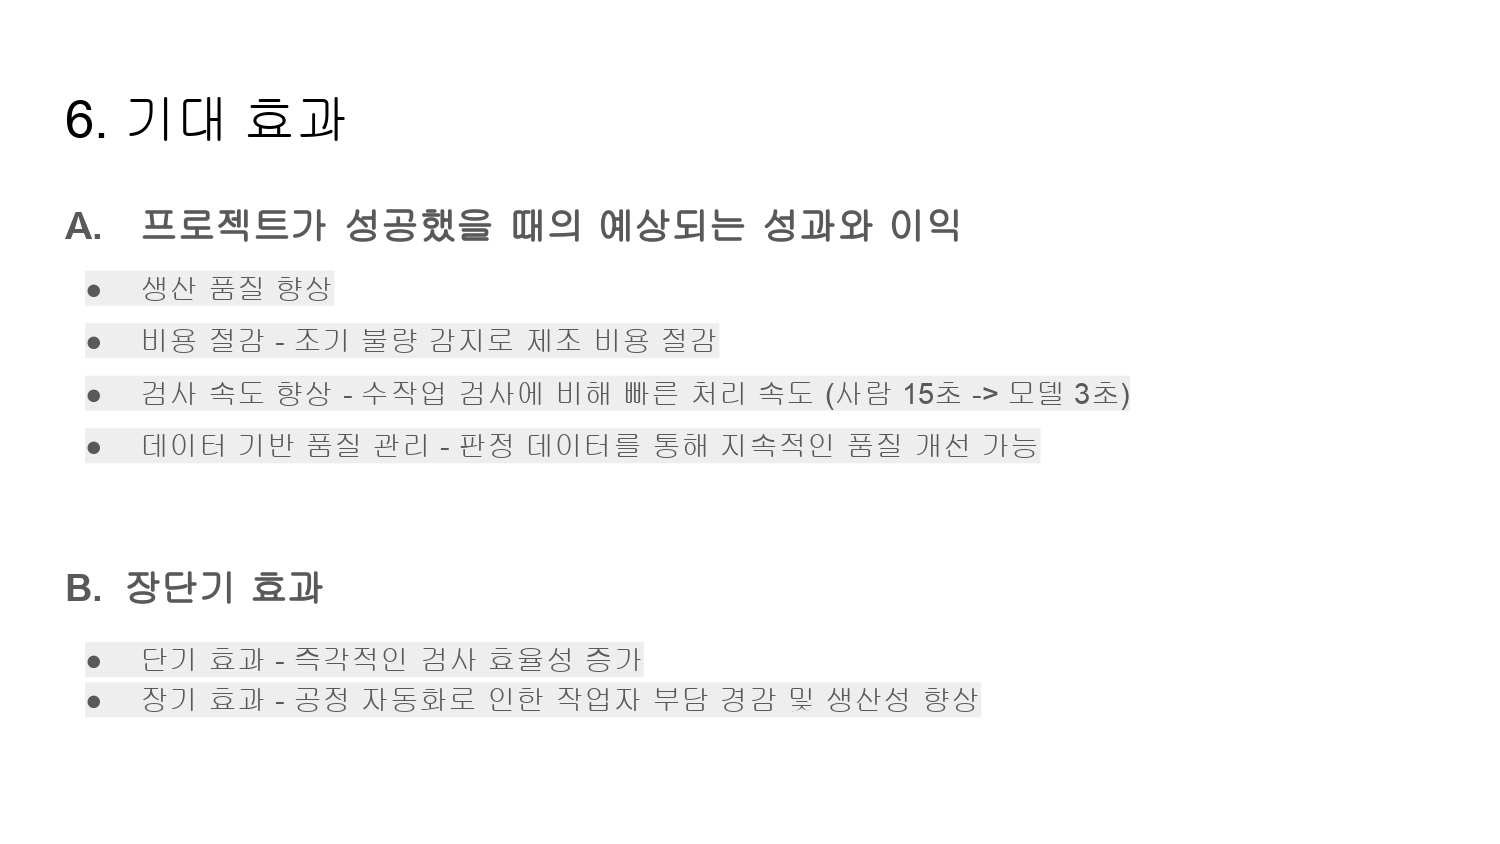 6. 기대 효과
A. 프로젝트가 성공했을 때의 예상되는 성과와 이익
● 생산 품질 향상
● 비용 절감 - 조기 불량 감지로 제조 비용 절감
● 검사 속도 향상 - 수작업 검사에 비해 빠른 처리 속도 (사람 15초 -> 모델 3초)
● 데이터 기반 품질 관리 - 판정 데이터를 통해 지속적인 품질 개선 가능
B. 장단기 효과
● 단기 효과 - 즉각적인 검사 효율성 증가
● 장기 효과 - 공정 자동화로 인한 작업자 부담 경감 및 생산성 향상